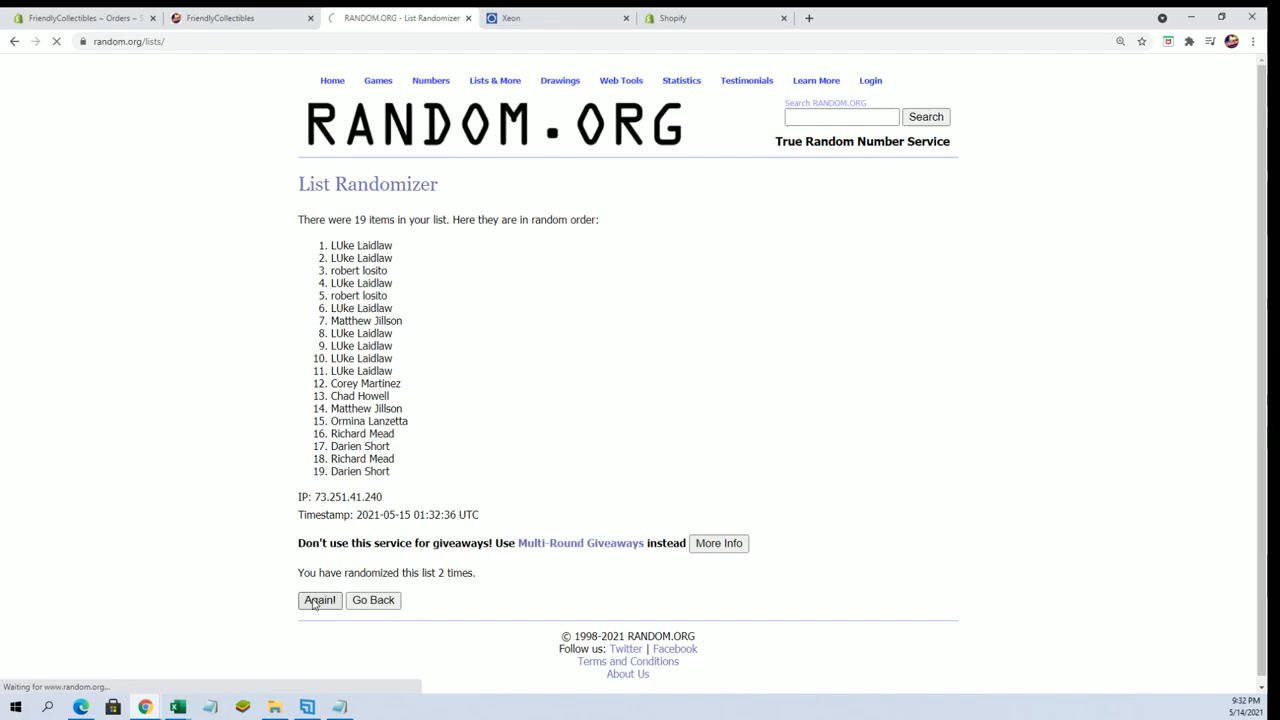 FriendlyCollectibles ~ Orders ~ S
FriendlyCollectibles
RANDOM.ORG - List Randomizer
Xeon
Shopify
random.org/lists/
Home Games Numbers Lists & More Drawings Web Tools Statistics Testimonials Learn More Login
RANDOM.ORG
Search RANDOM.ORG
Search
True Random Number Service
List Randomizer
There were 19 items in your list. Here they are in random order:
1. LUke Laidlaw
2. LUke Laidlaw
3. robert losito
4. LUke Laidlaw
5. robert losito
6. LUke Laidlaw
7. Matthew Jillson
8. LUke Laidlaw
9. LUke Laidlaw
10. LUke Laidlaw
11. LUke Laidlaw
12. Corey Martinez
13. Chad Howell
14. Matthew Jillson
15. Ormina Lanzetta
16. Richard Mead
17. Darien Short
18. Richard Mead
19. Darien Short
IP: 73.251.41.240
Timestamp: 2021-05-15 01:32:36 UTC
Don't use this service for giveaways! Use Multi-Round Giveaways instead More Info
You have randomized this list 2 times.
Again! Go Back
© 1998-2021 RANDOM.ORG
Follow us: Twitter | Facebook
Terms and Conditions
About Us
Waiting for www.random.org...
9:32 PM
5/14/2021